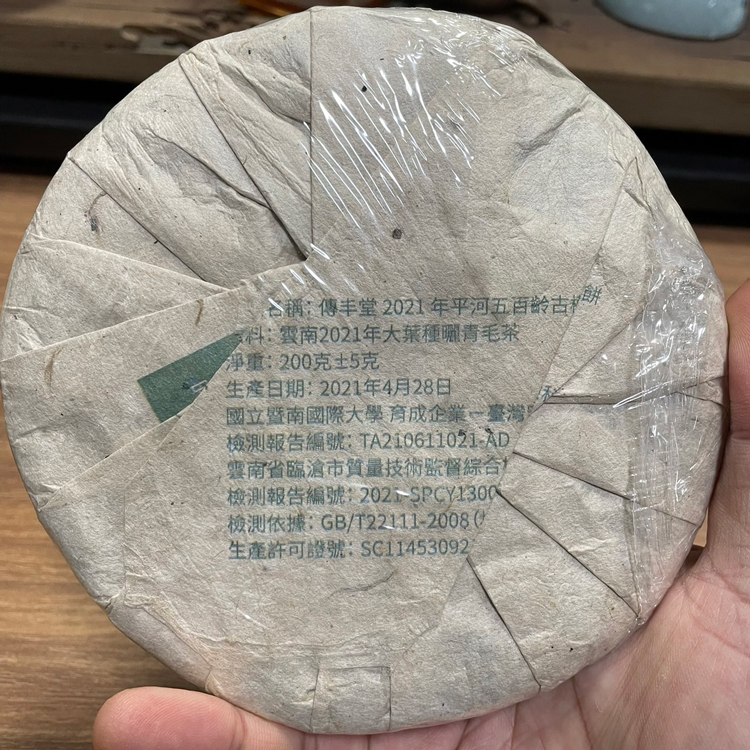 名稱: 傳丰堂 2021 年平河五百齡古 餅
料: 雲南2021年大葉種曬青毛茶
淨重: 200克±5克
生產日期: 2021年4月28日
國立暨南國際大學 育成企業－臺灣
檢測報告編號: TA210611021-AD
雲南省臨滄市質量技術監督綜合
檢測報告編號: 2021-SPCY1300
檢測依據: GB/T22111-2008(
生產許可證號: SC11453092